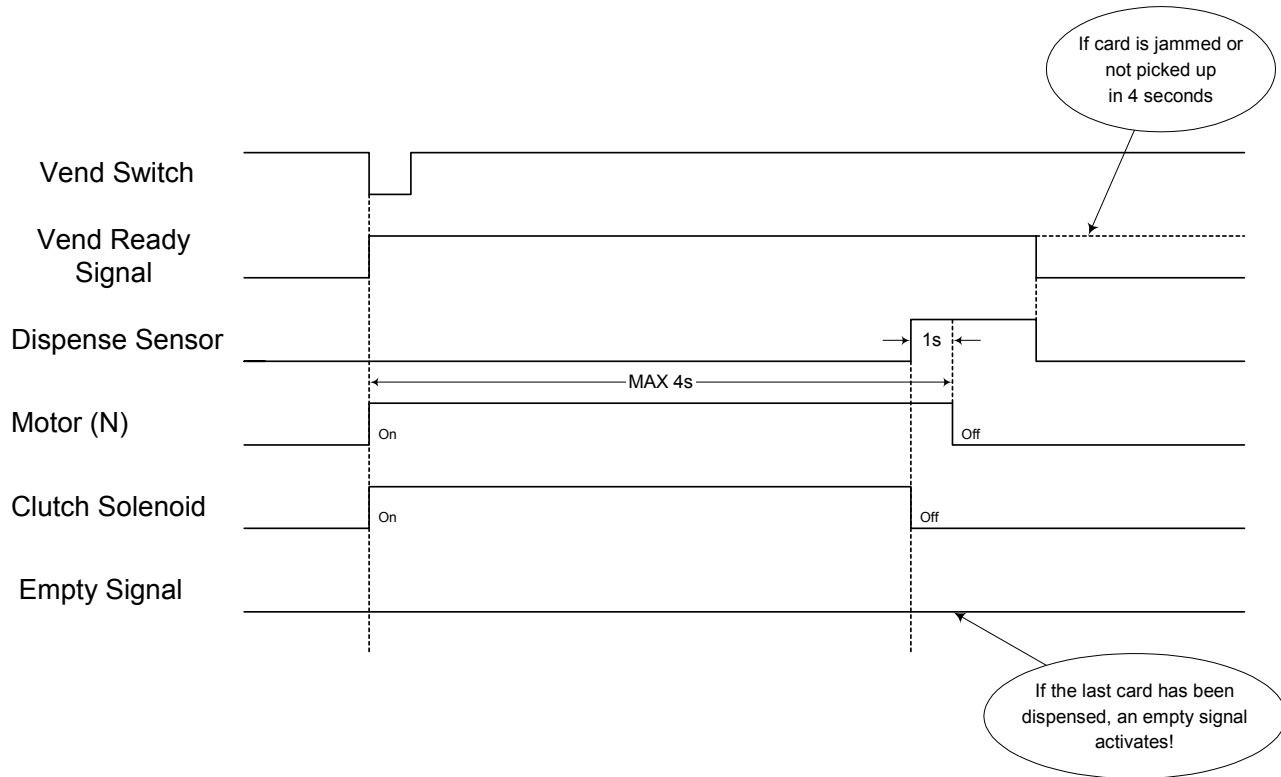 If card is jammed or
not picked up
in 4 seconds
Vend Switch
Vend Ready
Signal
Dispense Sensor
1s
MAX 4s
Motor (N)
On
Off
Clutch Solenoid
On
Off
Empty Signal
If the last card has been
dispensed, an empty signal
activates!